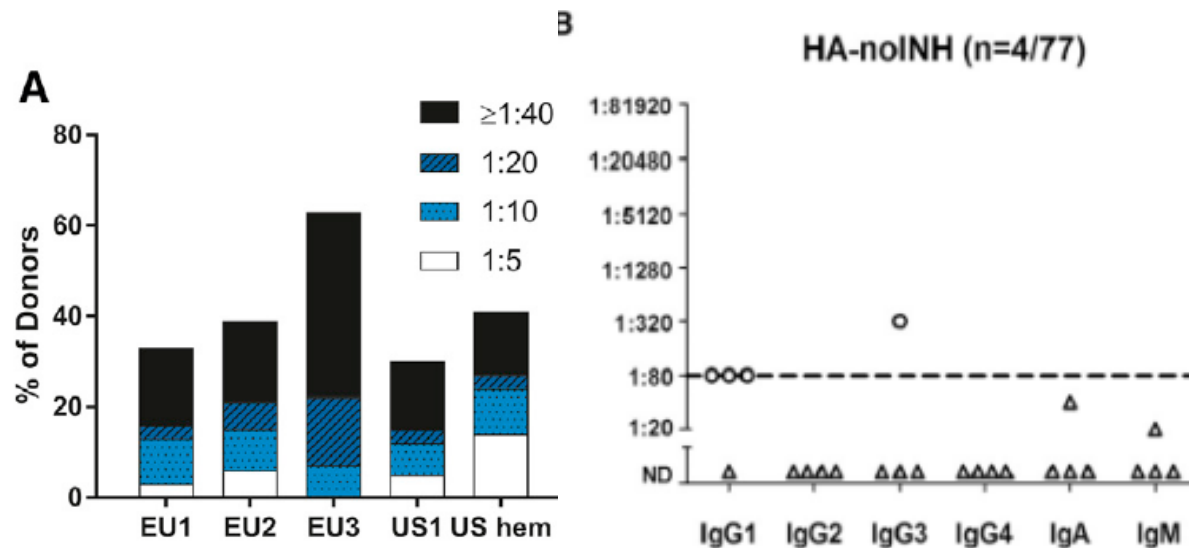 A
≥1:40
1:20
1:10
1:5
% of Donors
80
60
40
20
0
EU1 EU2 EU3 US1 US hem
B
HA-noINH (n=4/77)
1:81920
1:20480
1:5120
1:1280
1:320
1:80
1:20
ND
IgG1 IgG2 IgG3 IgG4 IgA IgM